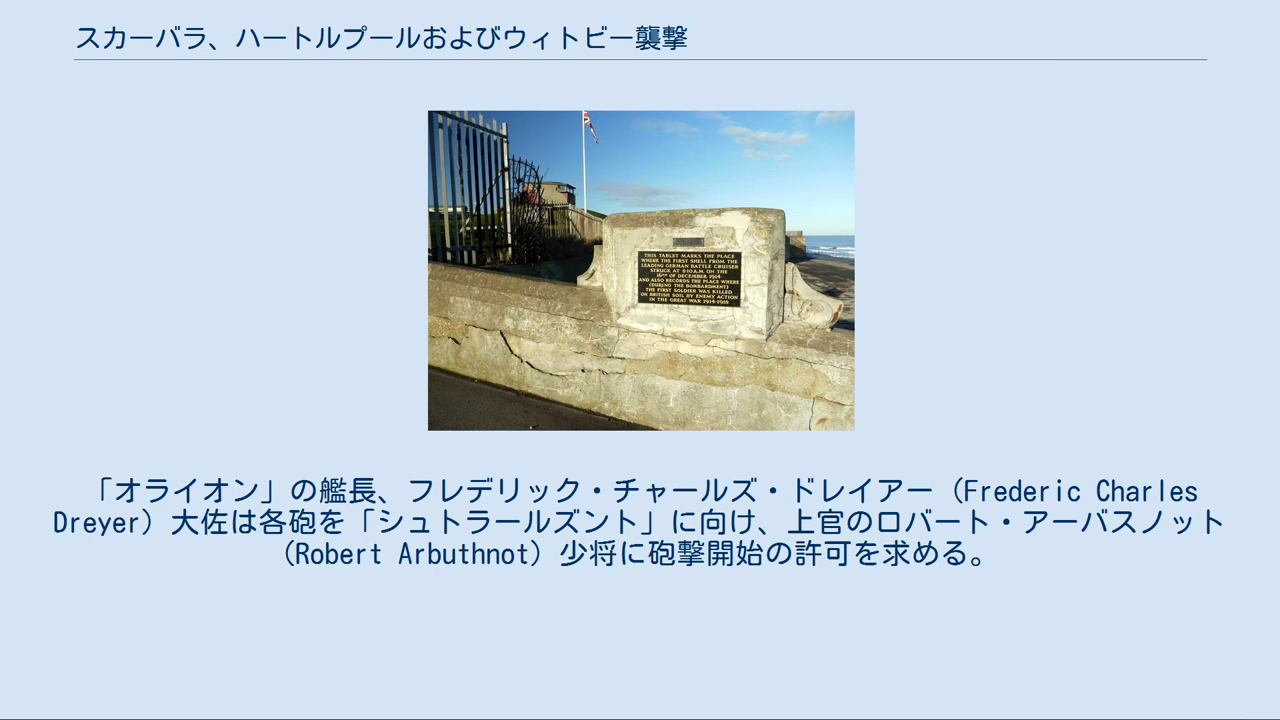 スカーバラ、ハートルプールおよびウィトビー襲撃
THIS TABLET MARKS THE PLACE
WHERE THE FIRST SHELL FROM THE
LEADING GERMAN BATTLE CRUISER
STRUCK AT 8·10 A.M. ON THE
16TH OF DECEMBER 1914
AND ALSO RECORDS THE PLACE WHERE
(DURING THE BOMBARDMENT)
THE FIRST SOLDIER WAS KILLED
ON BRITISH SOIL BY ENEMY ACTION
IN THE GREAT WAR 1914-1918
「オライオン」の艦長、フレデリック・チャールズ・ドレイアー（Frederic Charles
Dreyer）大佐は各砲を「シュトラールズント」に向け、上官のロバート・アーバスノット
（Robert Arbuthnot）少将に砲撃開始の許可を求める。